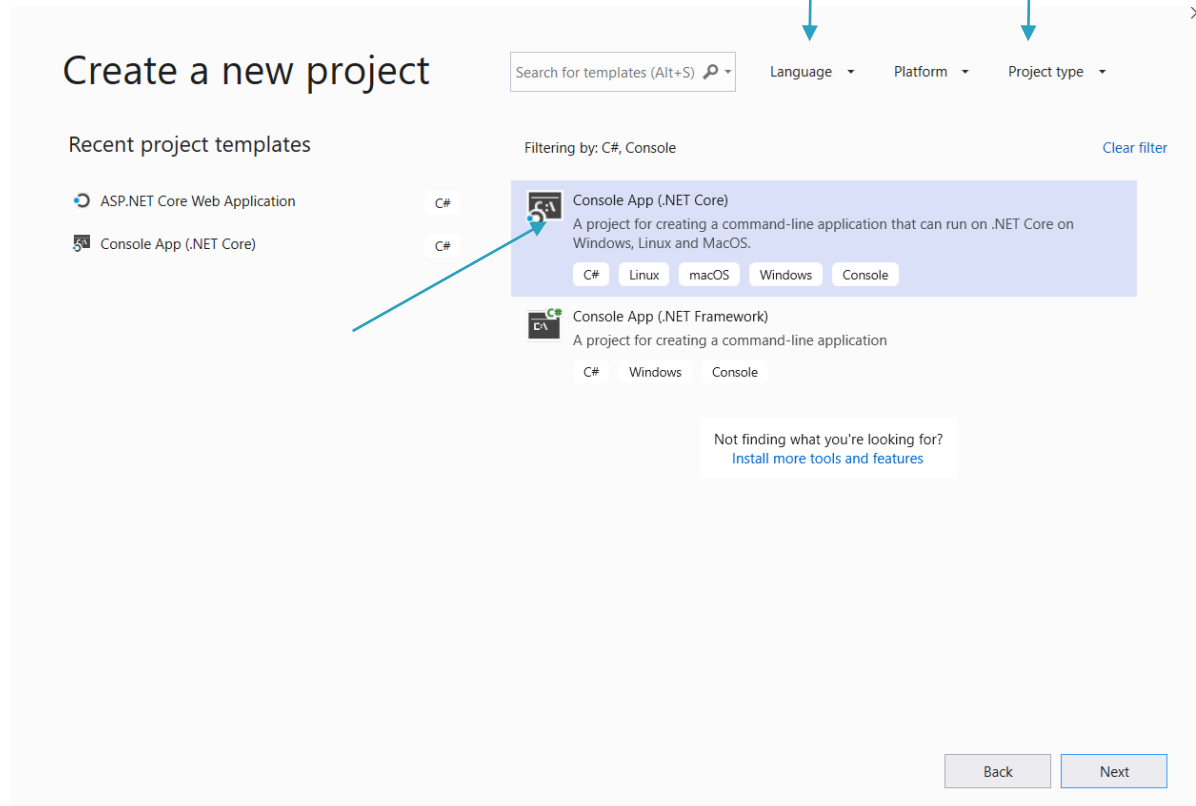 Create a new project
Search for templates (Alt+S)
Language
Platform
Project type
Recent project templates
ASP.NET Core Web Application
C#
Console App (.NET Core)
C#
Filtering by: C#, Console
Clear filter
Console App (.NET Core)
A project for creating a command-line application that can run on .NET Core on
Windows, Linux and MacOS.
C# Linux macOS Windows Console
C#
Console App (.NET Framework)
A project for creating a command-line application
C# Windows Console
Not finding what you're looking for?
Install more tools and features
Back
Next